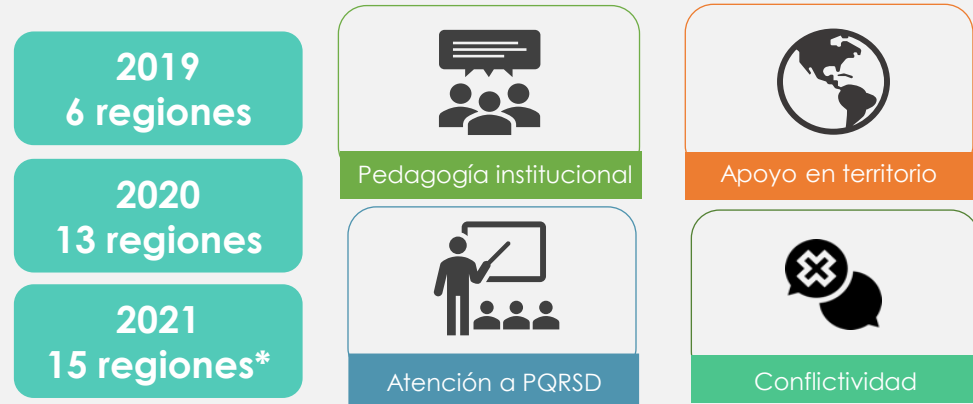 2019
6 regiones
2020
13 regiones
2021
15 regiones*
Pedagogía institucional
Apoyo en territorio
Atención a PQRSD
Conflictividad